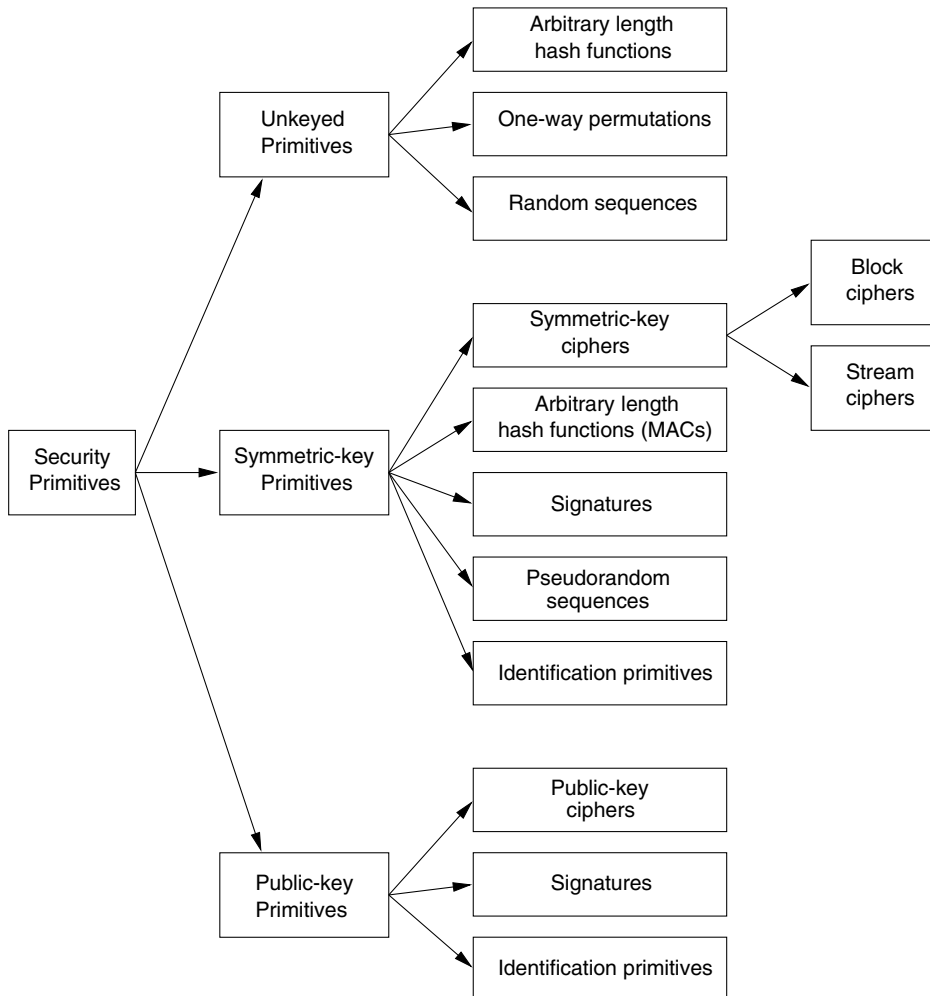 Arbitrary length
hash functions
Unkeyed
Primitives
One-way permutations
Random sequences
Block
ciphers
Symmetric-key
ciphers
Stream
ciphers
Arbitrary length
hash functions (MACs)
Security
Primitives
Symmetric-key
Primitives
Signatures
Pseudorandom
sequences
Identification primitives
Public-key
ciphers
Public-key
Primitives
Signatures
Identification primitives